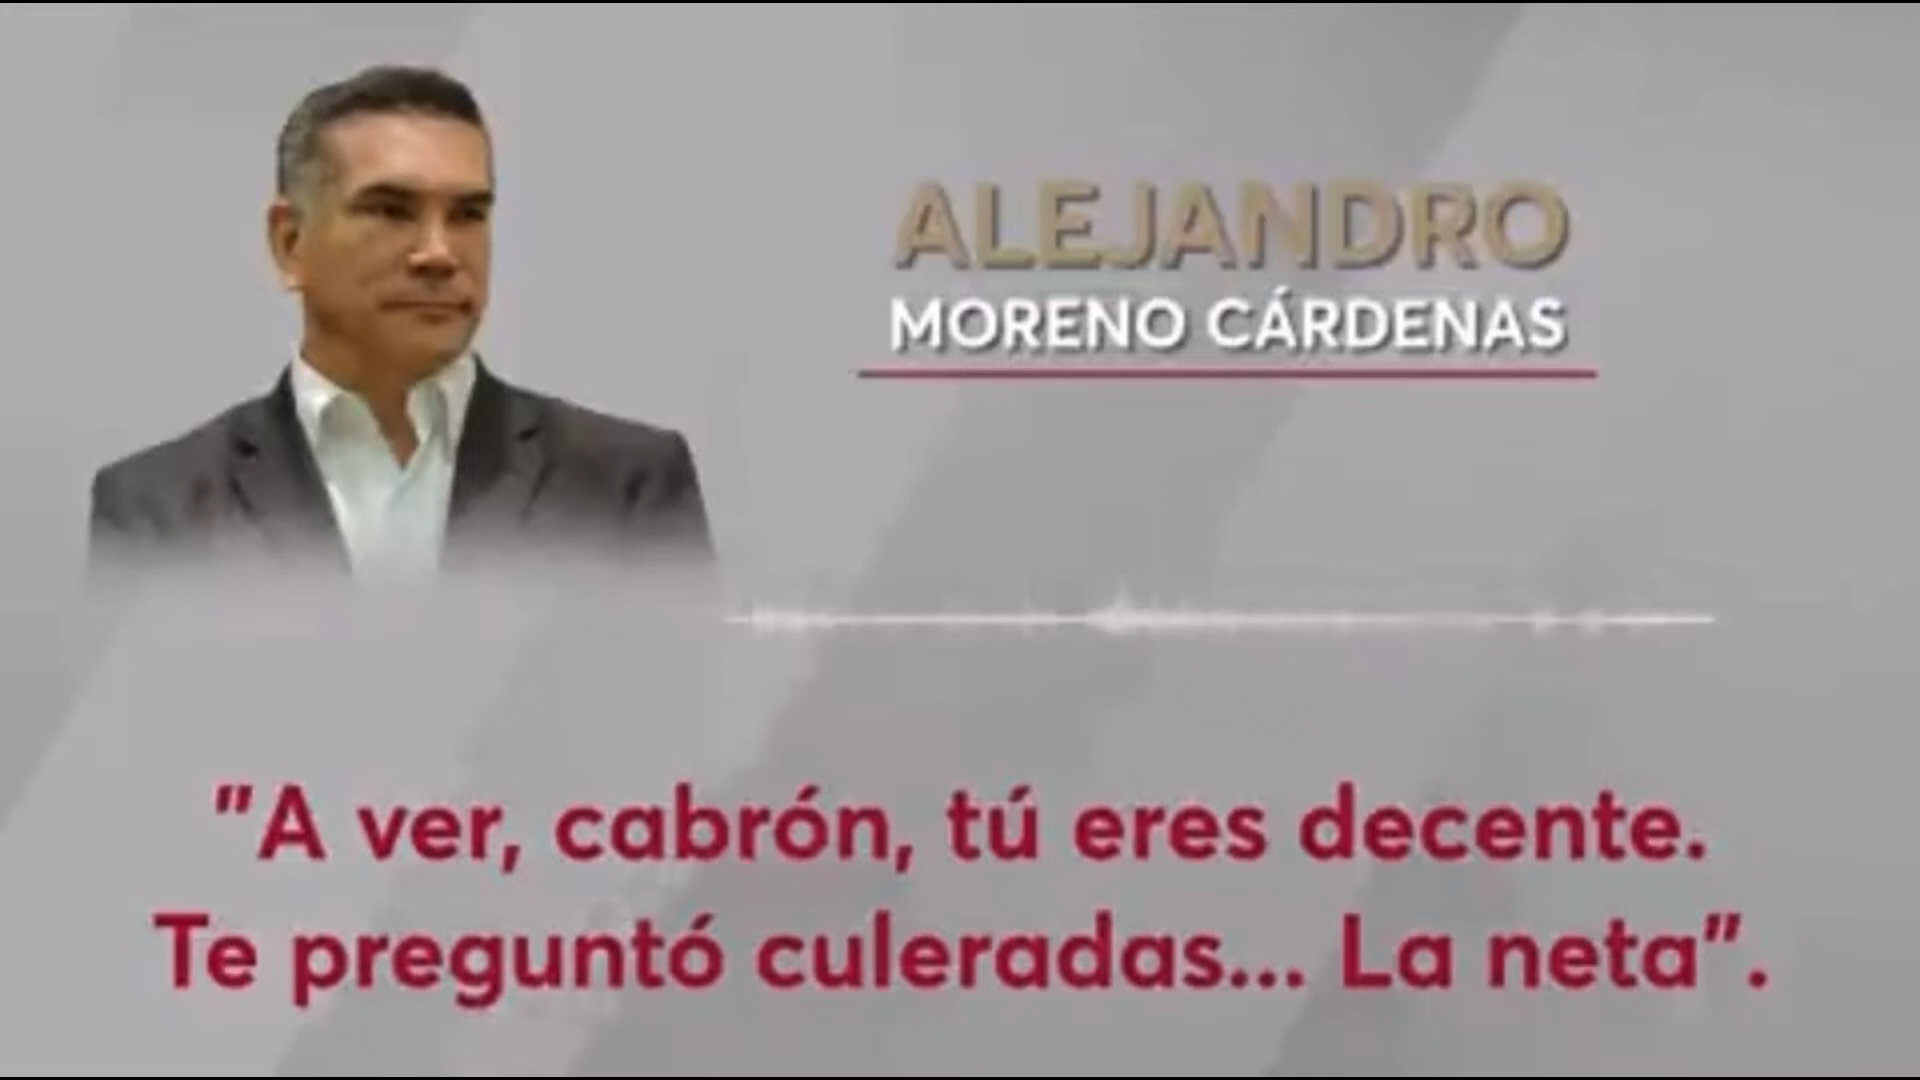 ALEJANDRO
MORENO CÁRDENAS
"A ver, cabrón, tú eres decente.
Te preguntó culeradas... La neta".